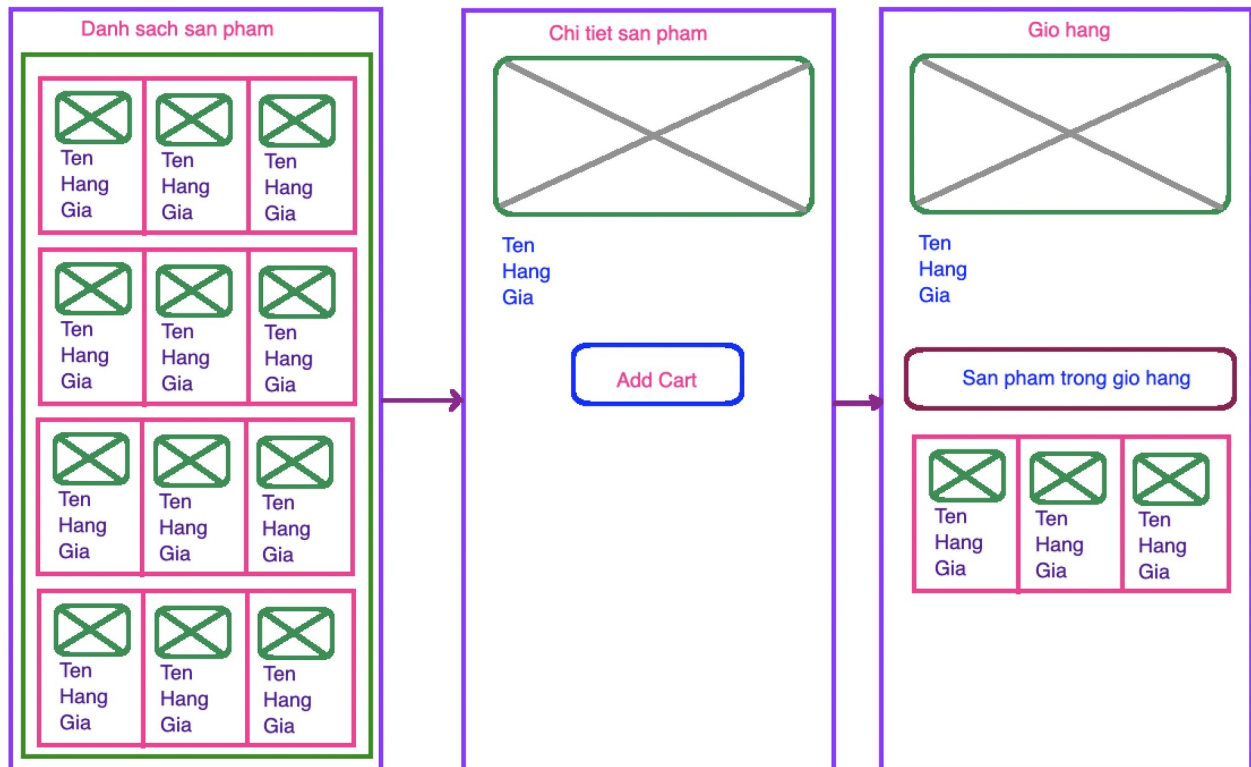 Danh sach san pham
Ten
Hang
Gia
Ten
Hang
Gia
Ten
Hang
Gia
Ten
Hang
Gia
Ten
Hang
Gia
Ten
Hang
Gia
Ten
Hang
Gia
Ten
Hang
Gia
Ten
Hang
Gia
Ten
Hang
Gia
Ten
Hang
Gia
Ten
Hang
Gia
Chi tiet san pham
Ten
Hang
Gia
Add Cart
Gio hang
Ten
Hang
Gia
San pham trong gio hang
Ten
Hang
Gia
Ten
Hang
Gia
Ten
Hang
Gia